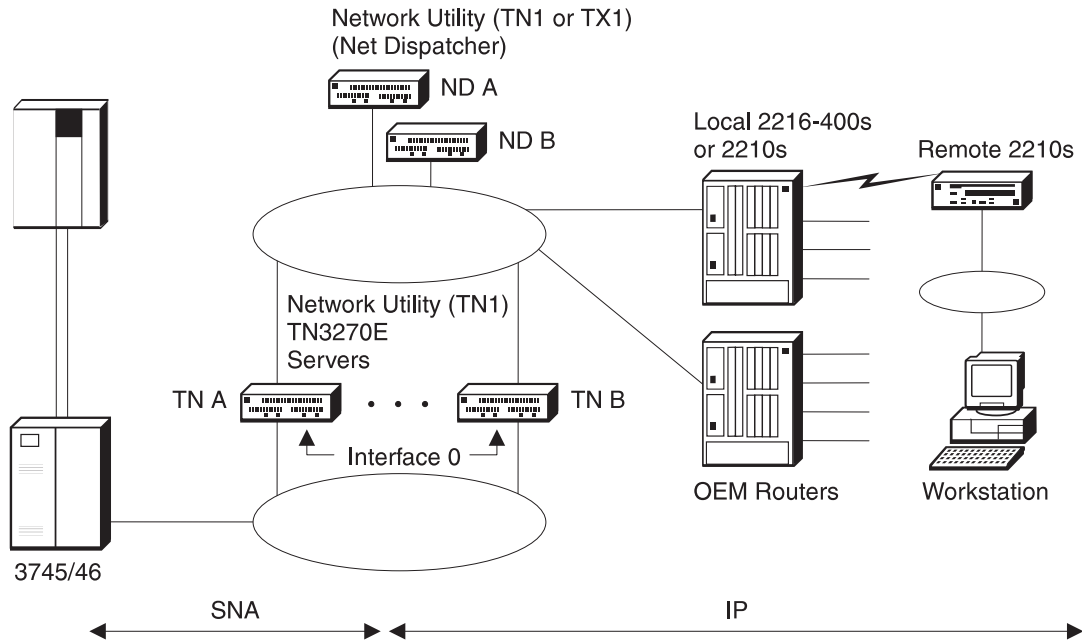 Network Utility (TN1 or TX1)
(Net Dispatcher)
ND A
ND B
Local 2216-400s
or 2210s
Remote 2210s
Network Utility (TN1)
TN3270E
Servers
TN A
TN B
Interface 0
OEM Routers
Workstation
3745/46
SNA
IP